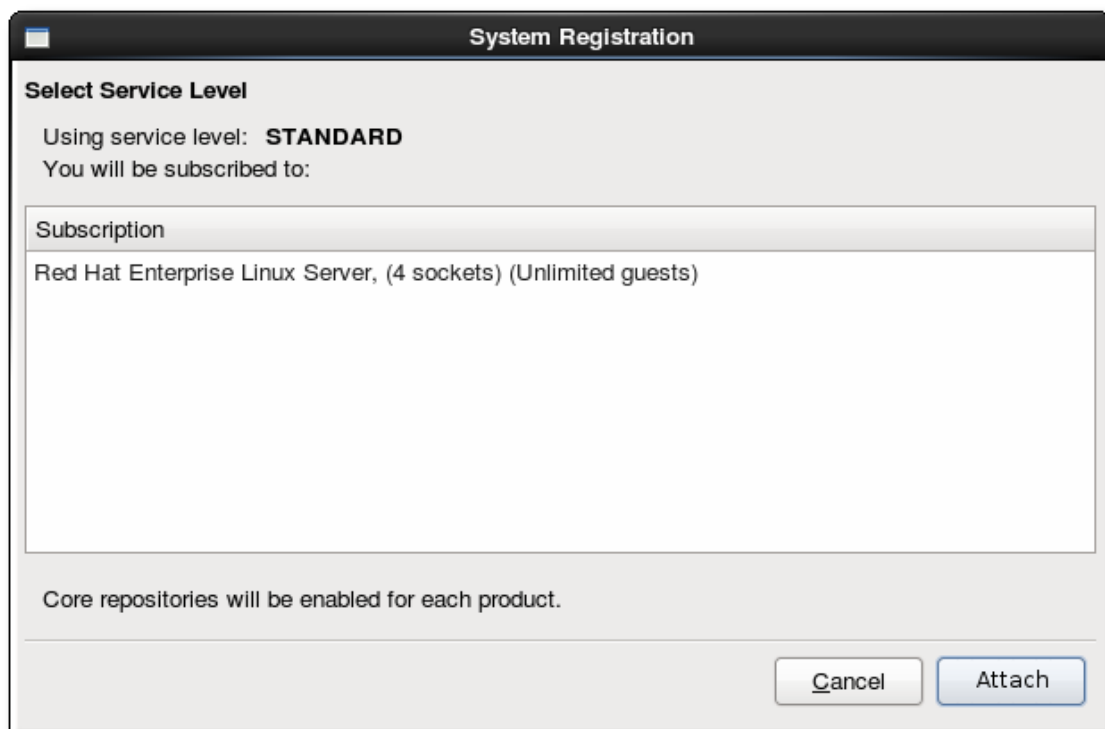 System Registration
Select Service Level
Using service level: STANDARD
You will be subscribed to:
Subscription
Red Hat Enterprise Linux Server, (4 sockets) (Unlimited guests)
Core repositories will be enabled for each product.
Cancel Attach